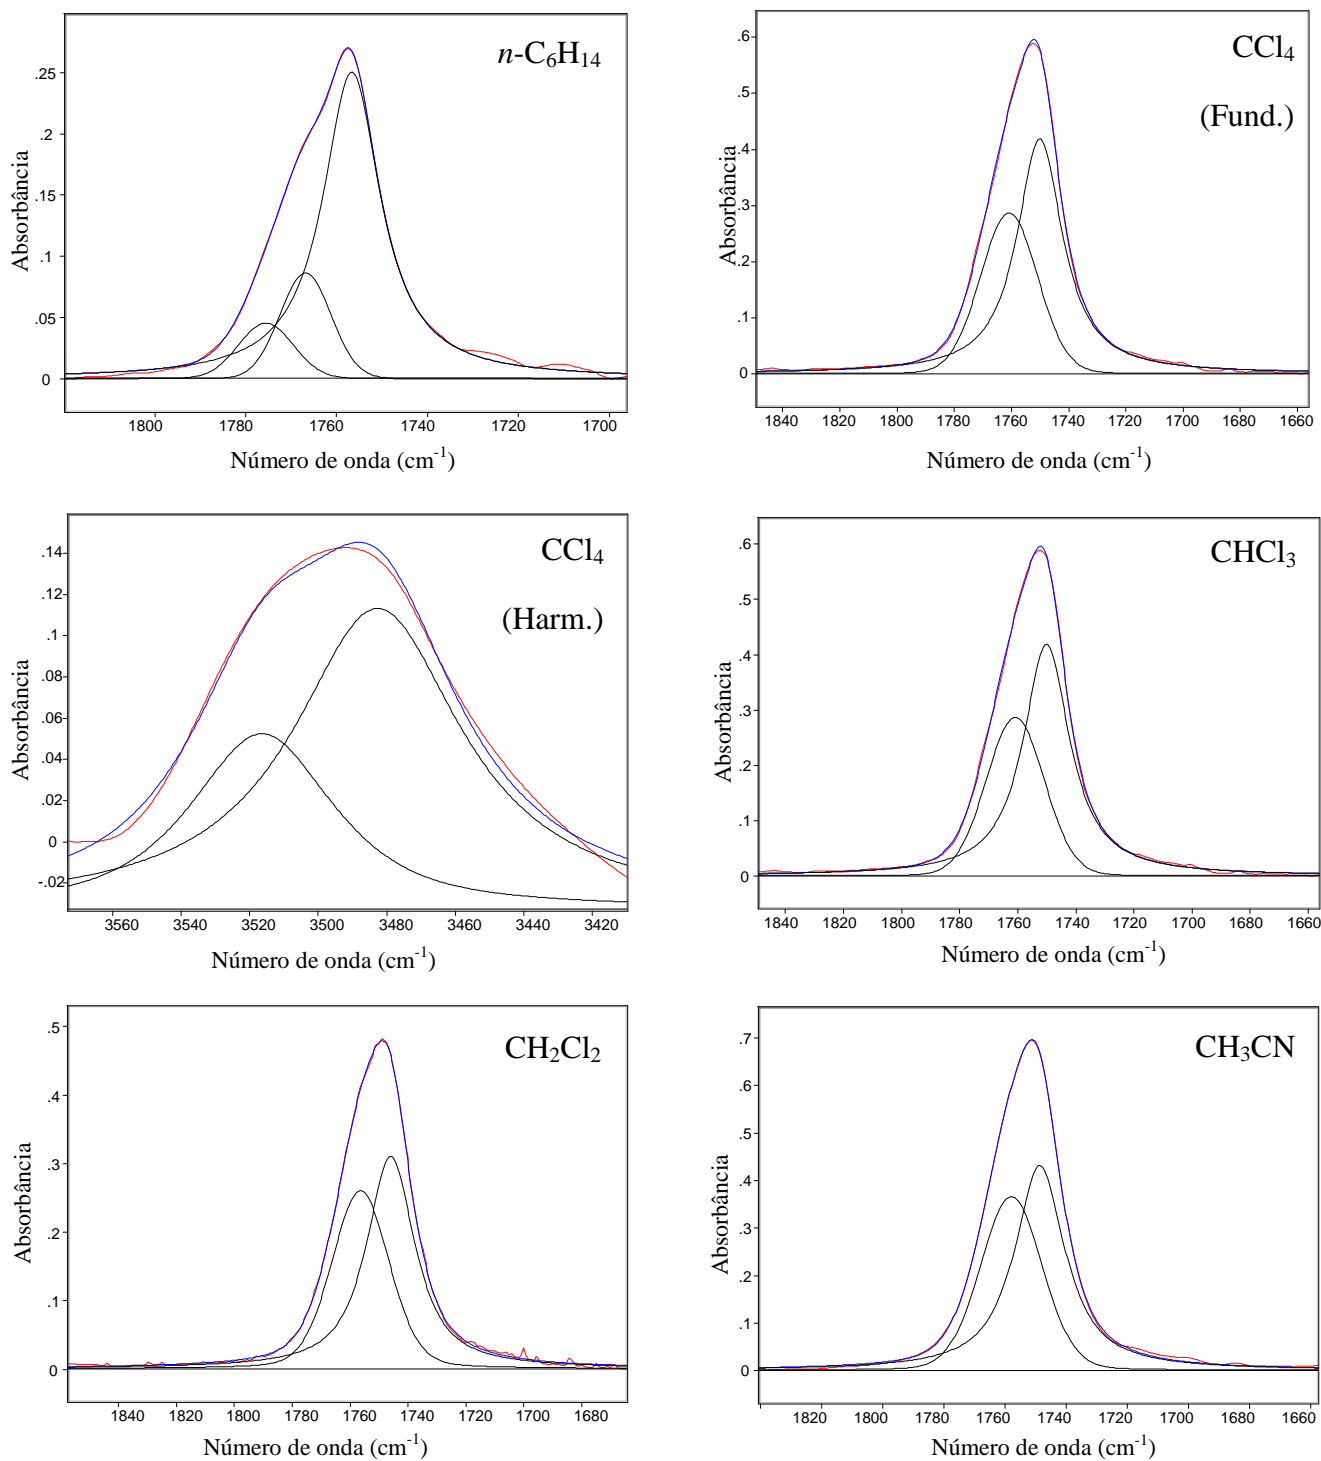 n-C6H14
.25
.2
.15
.1
.05
0
Absorbância
1800 1780 1760 1740 1720 1700
Número de onda (cm-1)
CCl4
(Fund.)
.6
.5
.4
.3
.2
.1
0
Absorbância
1840 1820 1800 1780 1760 1740 1720 1700 1680 1660
Número de onda (cm-1)
CCl4
(Harm.)
.14
.12
.1
.08
.06
.04
.02
0
-.02
Absorbância
3560 3540 3520 3500 3480 3460 3440 3420
Número de onda (cm-1)
CHCl3
.6
.5
.4
.3
.2
.1
0
Absorbância
1840 1820 1800 1780 1760 1740 1720 1700 1680 1660
Número de onda (cm-1)
CH2Cl2
.5
.4
.3
.2
.1
0
Absorbância
1840 1820 1800 1780 1760 1740 1720 1700 1680
Número de onda (cm-1)
CH3CN
.7
.6
.5
.4
.3
.2
.1
0
Absorbância
1820 1800 1780 1760 1740 1720 1700 1680 1660
Número de onda (cm-1)